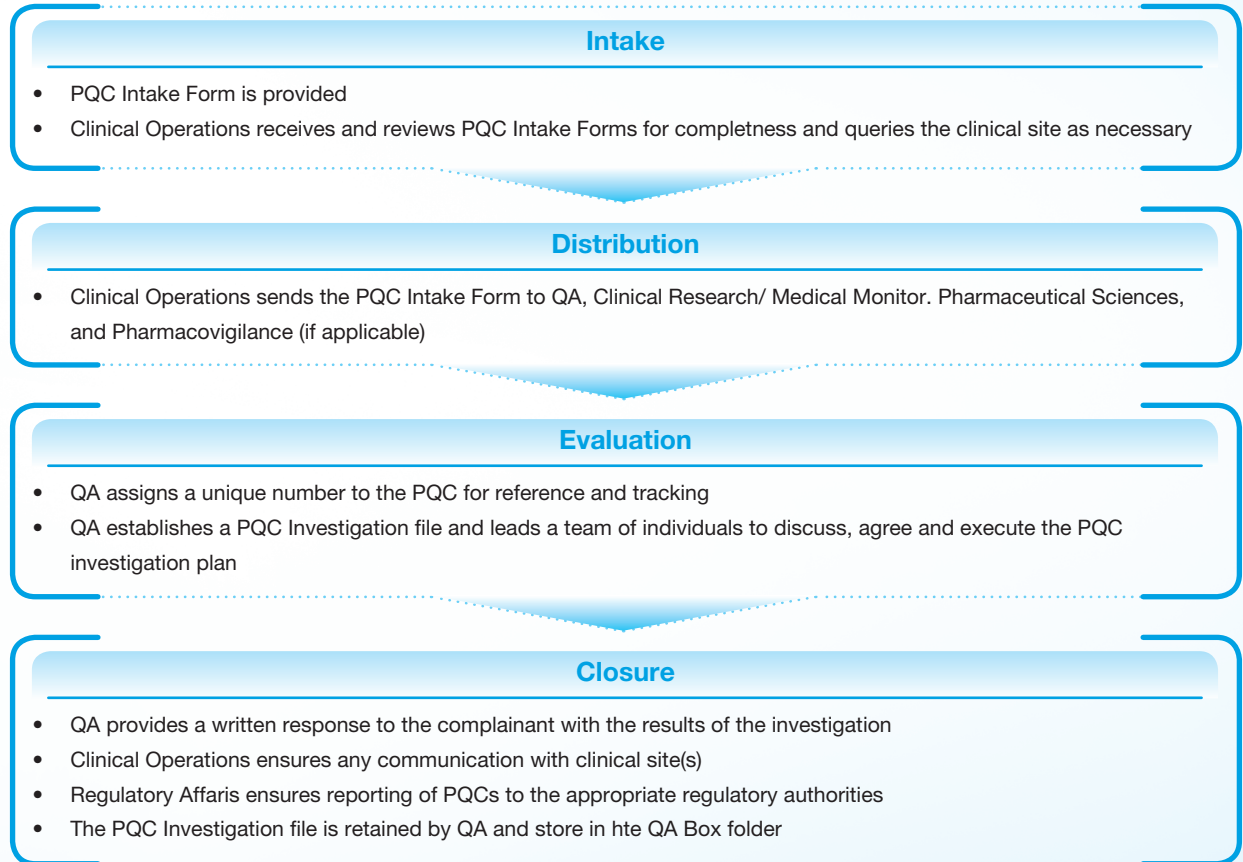 Intake
• PQC Intake Form is provided
• Clinical Operations receives and reviews PQC Intake Forms for completness and queries the clinical site as necessary
Distribution
• Clinical Operations sends the PQC Intake Form to QA, Clinical Research/ Medical Monitor. Pharmaceutical Sciences,
and Pharmacovigilance (if applicable)
Evaluation
• QA assigns a unique number to the PQC for reference and tracking
• QA establishes a PQC Investigation file and leads a team of individuals to discuss, agree and execute the PQC
investigation plan
Closure
• QA provides a written response to the complainant with the results of the investigation
• Clinical Operations ensures any communication with clinical site(s)
• Regulatory Affaris ensures reporting of PQCs to the appropriate regulatory authorities
• The PQC Investigation file is retained by QA and store in hte QA Box folder